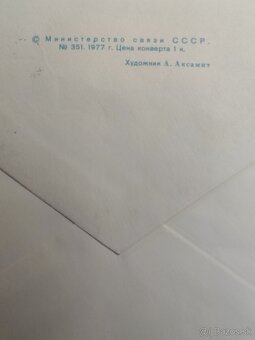 © Министерство связи СССР.
№ 351. 1977 г. Цена конверта 1 к.
Художник А. Аксамит